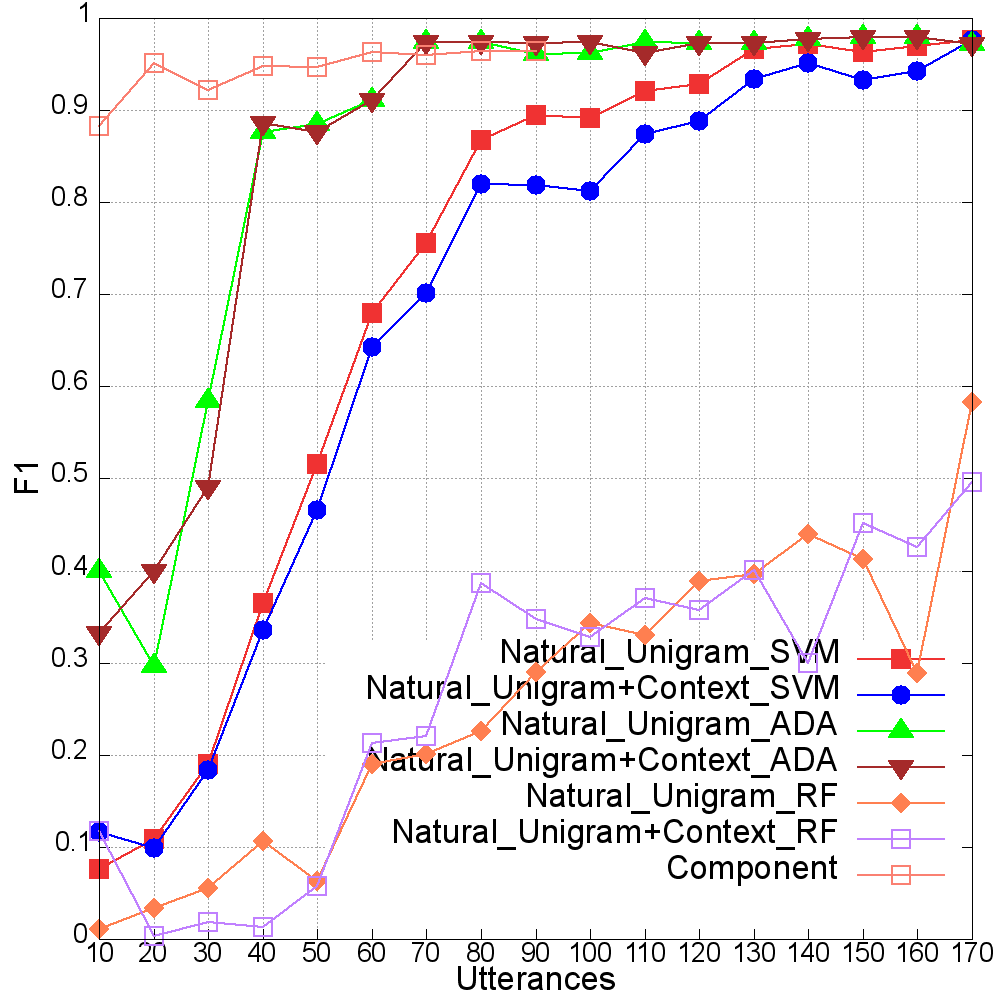 1
0.9
0.8
0.7
0.6
0.5
0.4
0.3
0.2
0.1
0
F1
Natural_Unigram_SVM
Natural_Unigram+Context_SVM
Natural_Unigram_ADA
Natural_Unigram+Context_ADA
Natural_Unigram_RF
Natural_Unigram+Context_RF
Component
10 20 30 40 50 60 70 80 90 100 110 120 130 140 150 160 170
Utterances